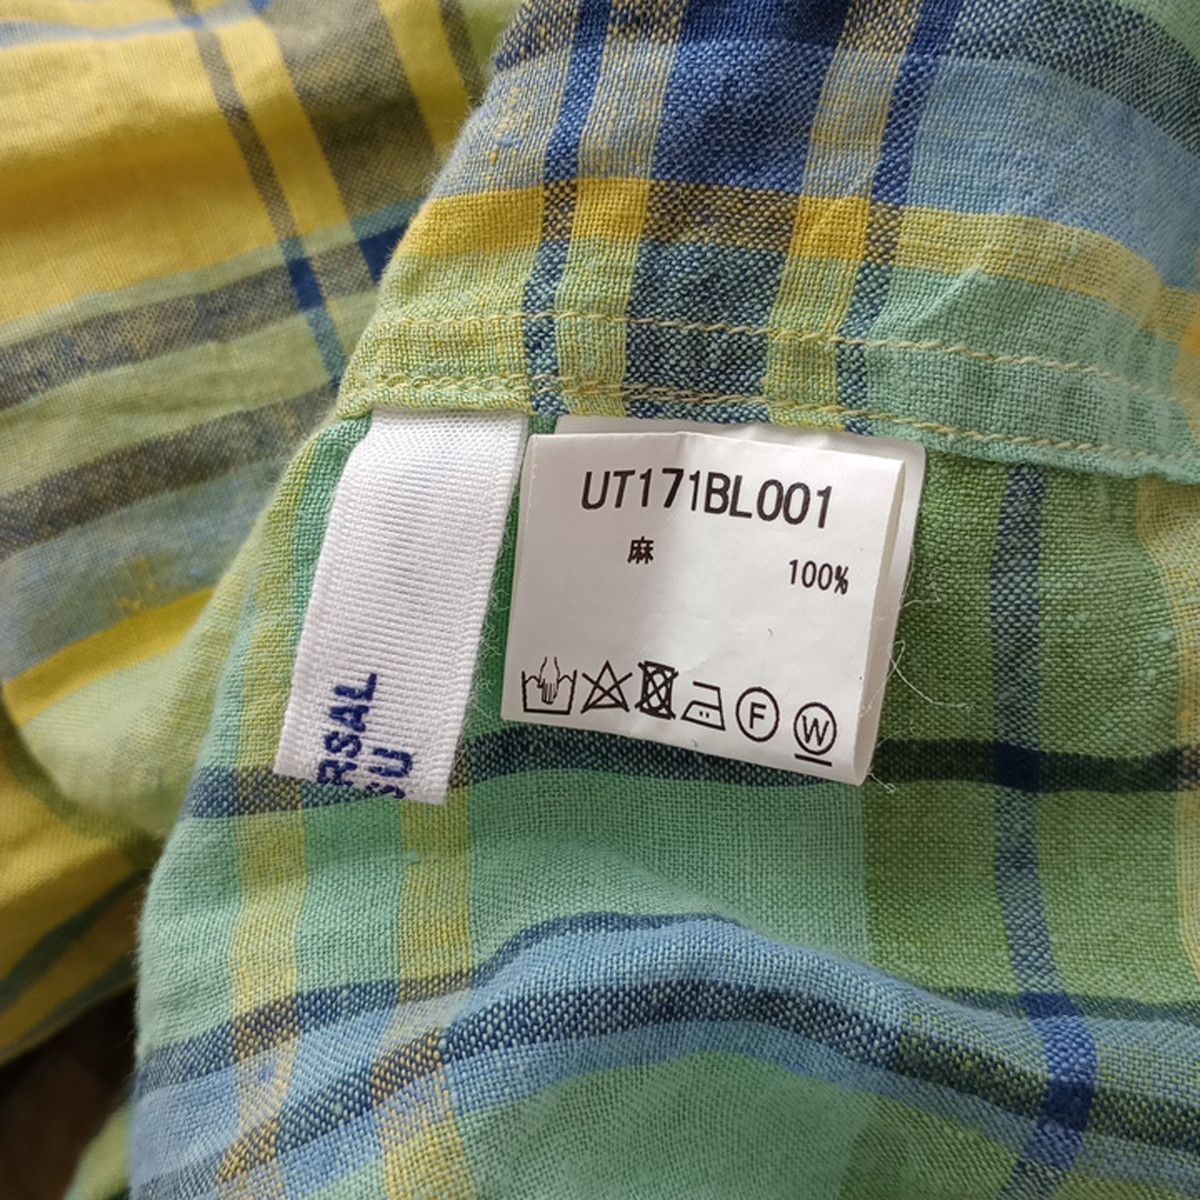 UT171BL001
麻 100%
F W
RSAL
SU